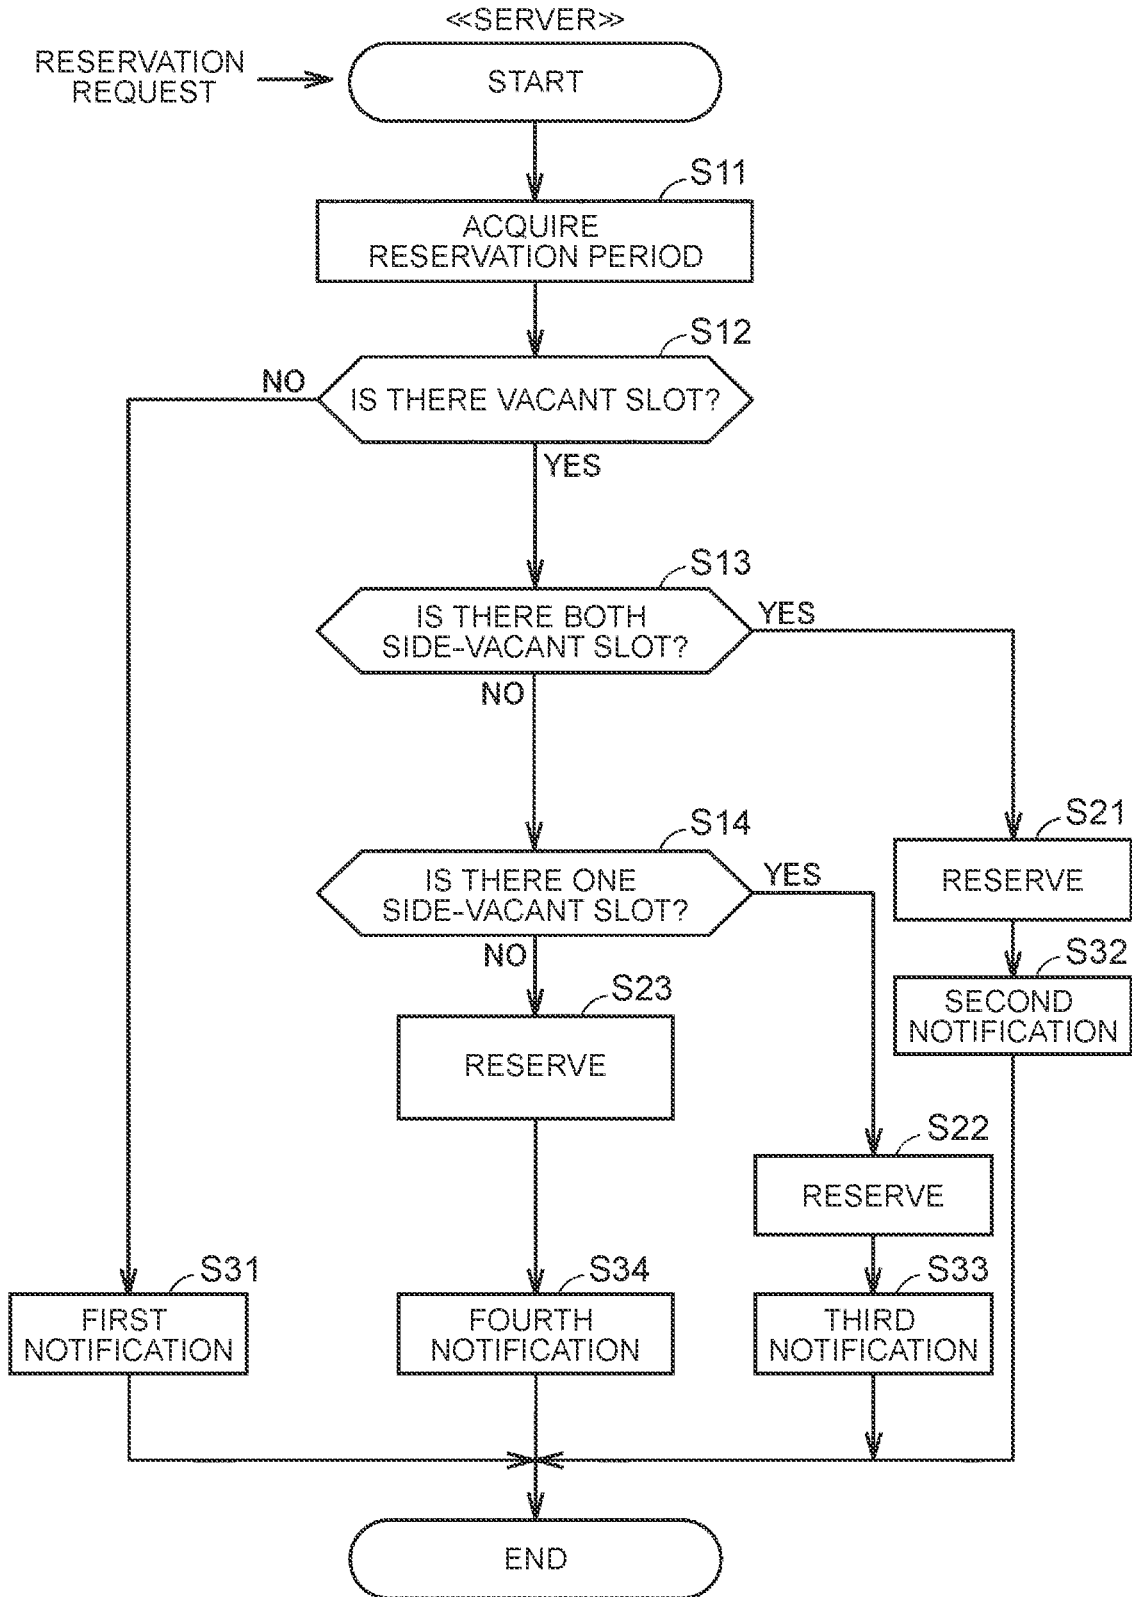 ≪SERVER≫
RESERVATION
REQUEST
START
S11
ACQUIRE
RESERVATION PERIOD
S12
NO
IS THERE VACANT SLOT?
YES
S13
IS THERE BOTH
SIDE-VACANT SLOT?
YES
NO
S14
IS THERE ONE
SIDE-VACANT SLOT?
YES
NO
S21
RESERVE
S32
SECOND
NOTIFICATION
S23
RESERVE
S22
RESERVE
S31
FIRST
NOTIFICATION
S34
FOURTH
NOTIFICATION
S33
THIRD
NOTIFICATION
END